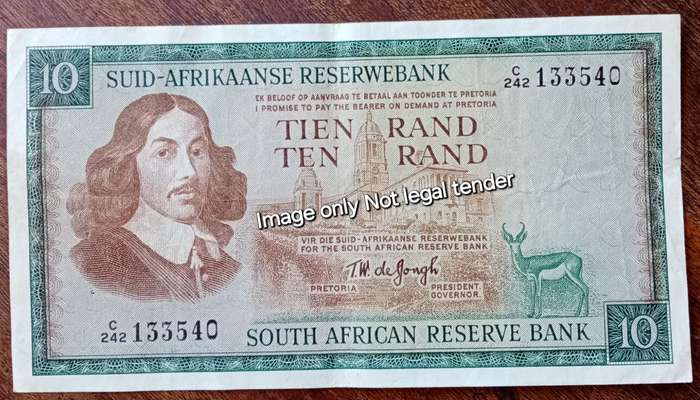 10
SUID-AFRIKAANSE RESERWEBANK
C/242 133540
EK BELOOF OP AANVRAAG TE BETAAL AAN TOONDER TE PRETORIA
I PROMISE TO PAY THE BEARER ON DEMAND AT PRETORIA
TIEN RAND
TEN RAND
Image only Not legal tender
VIR DIE SUID-AFRIKAANSE RESERWEBANK
FOR THE SOUTH AFRICAN RESERVE BANK
T.W. de Jongh
PRETORIA
PRESIDENT.
GOVERNOR.
C/242 133540
SOUTH AFRICAN RESERVE BANK
10